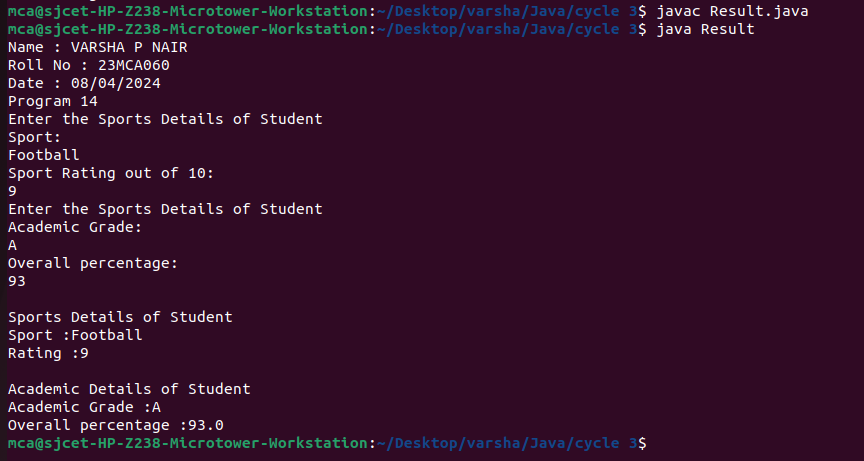 mca@sjcet-HP-Z238-Microtower-Workstation:~/Desktop/varsha/Java/cycle 3$ javac Result.java
mca@sjcet-HP-Z238-Microtower-Workstation:~/Desktop/varsha/Java/cycle 3$ java Result
Name : VARSHA P NAIR
Roll No : 23MCA060
Date : 08/04/2024
Program 14
Enter the Sports Details of Student
Sport:
Football
Sport Rating out of 10:
9
Enter the Sports Details of Student
Academic Grade:
A
Overall percentage:
93
Sports Details of Student
Sport :Football
Rating :9
Academic Details of Student
Academic Grade :A
Overall percentage :93.0
mca@sjcet-HP-Z238-Microtower-Workstation:~/Desktop/varsha/Java/cycle 3$